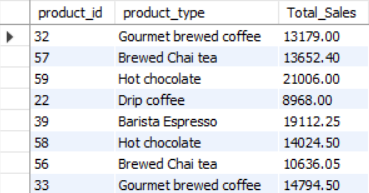 product_id product_type Total_Sales
32 Gourmet brewed coffee 13179.00
57 Brewed Chai tea 13652.40
59 Hot chocolate 21006.00
22 Drip coffee 8968.00
39 Barista Espresso 19112.25
58 Hot chocolate 14024.50
56 Brewed Chai tea 10636.05
33 Gourmet brewed coffee 14794.50